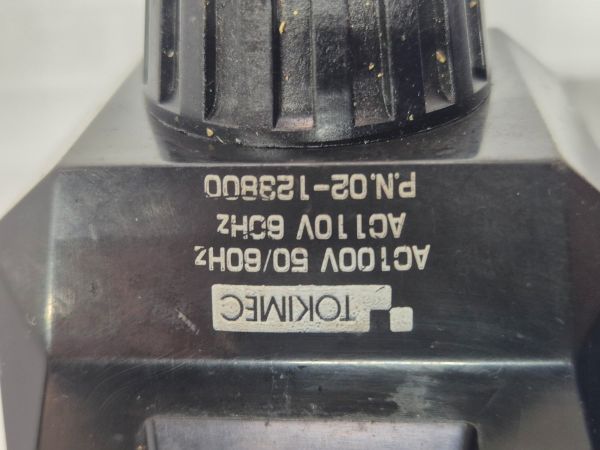 TOKIMEC
AC100V 50/60Hz
AC110V 60Hz
P.N.02-123800